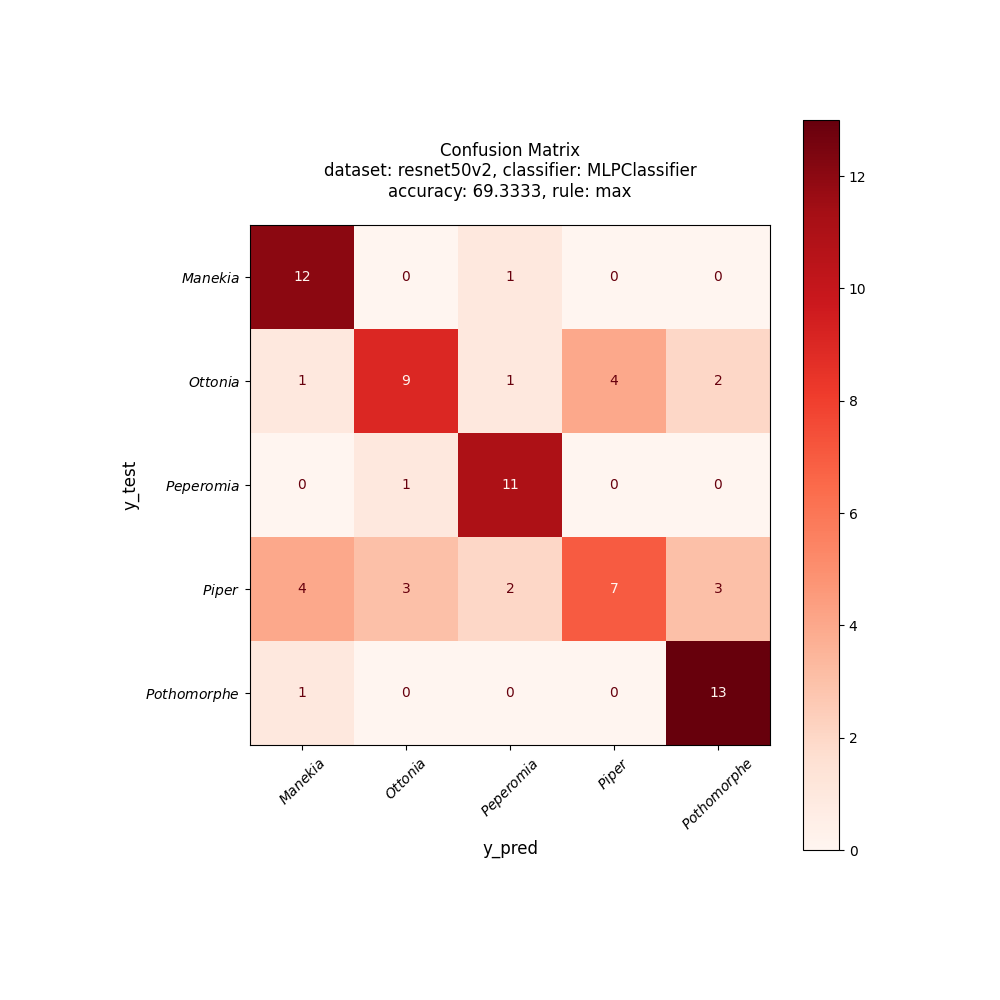 Confusion Matrix
dataset: resnet50v2, classifier: MLPClassifier
accuracy: 69.3333, rule: max
12
10
8
6
4
2
0
y_test
Manekia 12 0 1 0 0
Ottonia 1 9 1 4 2
Peperomia 0 1 11 0 0
Piper 4 3 2 7 3
Pothomorphe 1 0 0 0 13
Manekia Ottonia Peperomia Piper Pothomorphe
y_pred